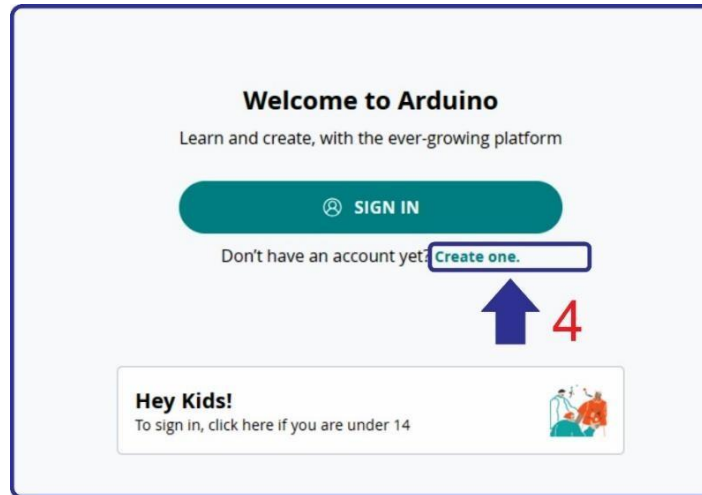 Welcome to Arduino
Learn and create, with the ever-growing platform
SIGN IN
Don't have an account yet? Create one.
4
Hey Kids!
To sign in, click here if you are under 14